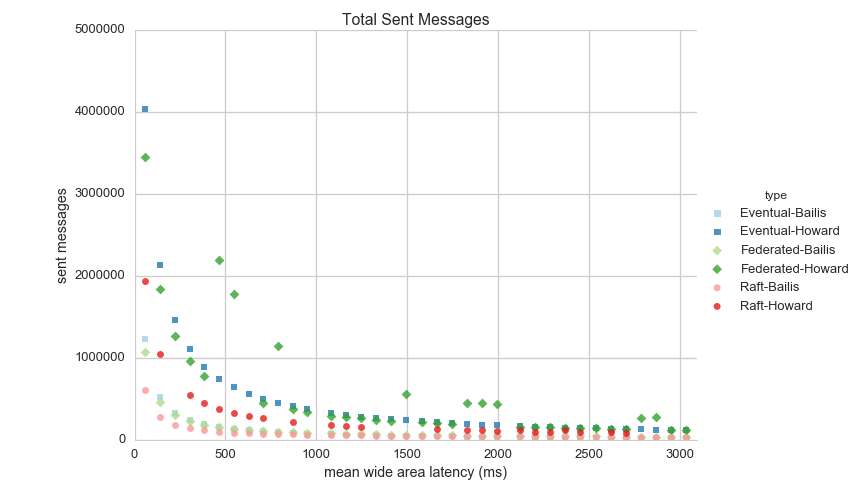 Total Sent Messages
5000000
4000000
3000000
2000000
1000000
0
sent messages
0
500
1000
1500
2000
2500
3000
mean wide area latency (ms)
type
Eventual-Bailis
Eventual-Howard
Federated-Bailis
Federated-Howard
Raft-Bailis
Raft-Howard